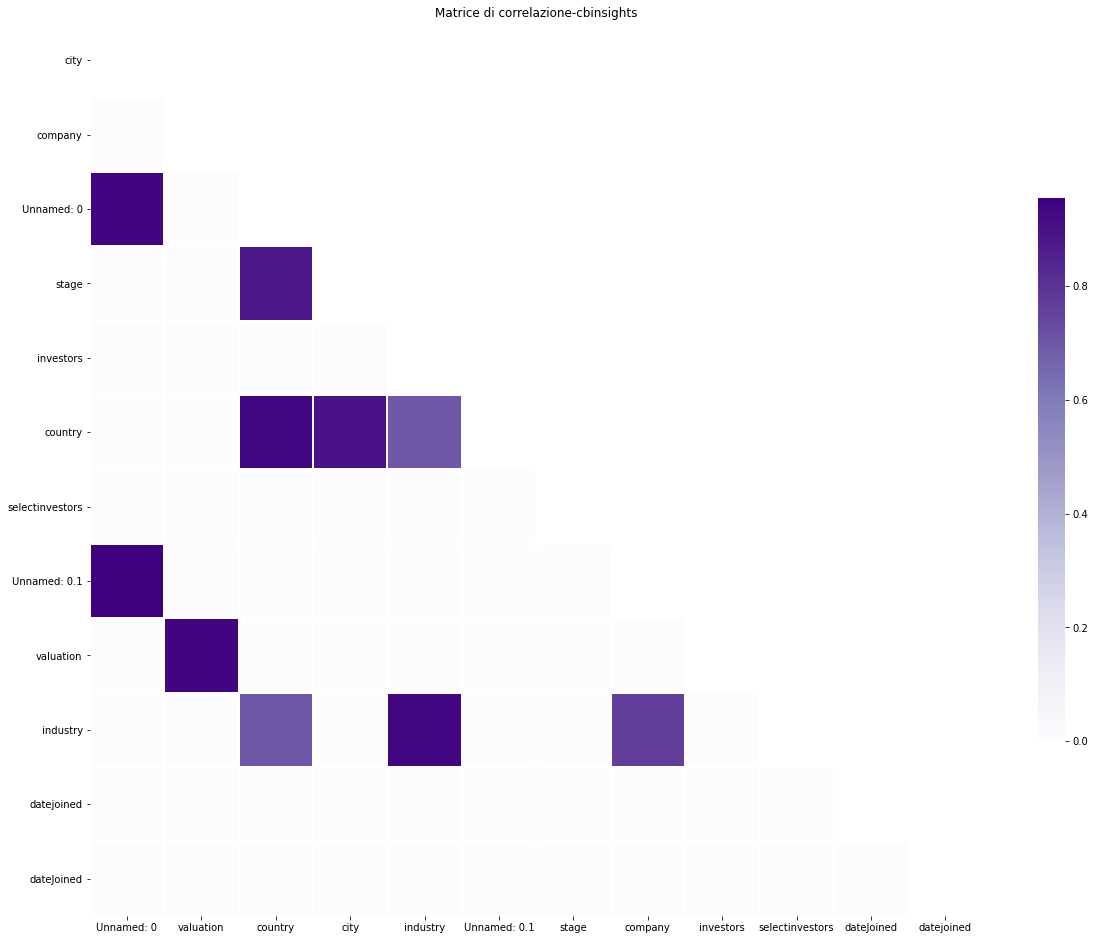 Matrice di correlazione-cbinsights
city
company
Unnamed: 0
stage
investors
country
selectinvestors
Unnamed: 0.1
valuation
industry
datejoined
dateJoined
0.8
0.6
0.4
0.2
0.0
Unnamed: 0 valuation country city industry Unnamed: 0.1 stage company investors selectinvestors dateJoined datejoined